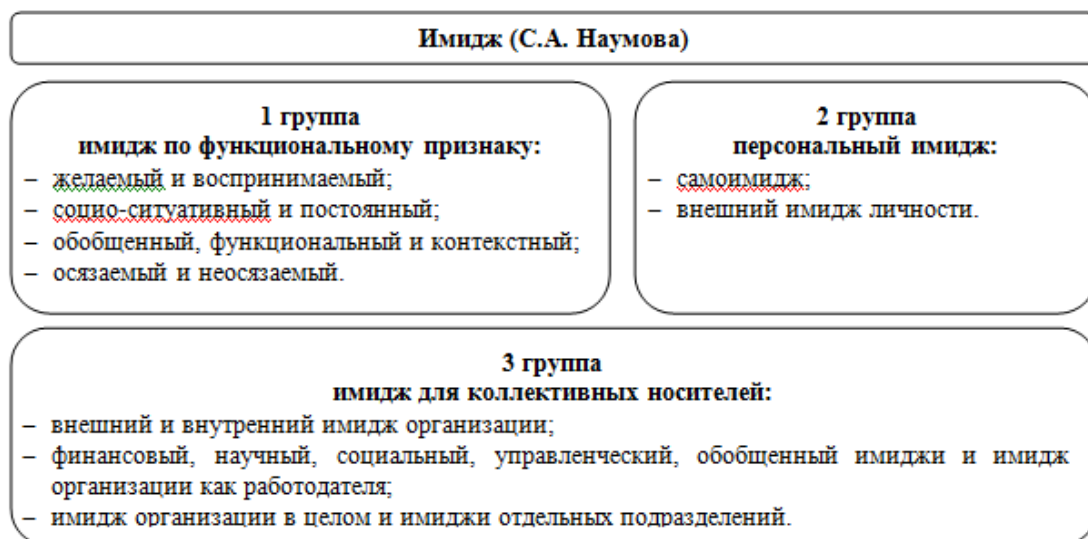 Имидж (С.А. Наумова)
1 группа
имидж по функциональному признаку:
– желаемый и воспринимаемый;
– социо-ситуативный и постоянный;
– обобщенный, функциональный и контекстный;
– осязаемый и неосязаемый.
2 группа
персональный имидж:
– самоимидж;
– внешний имидж личности.
3 группа
имидж для коллективных носителей:
– внешний и внутренний имидж организации;
– финансовый, научный, социальный, управленческий, обобщенный имиджи и имидж
организации как работодателя;
– имидж организации в целом и имиджи отдельных подразделений.